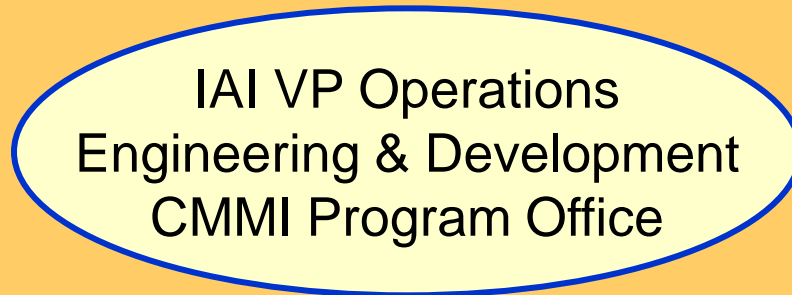 IAI VP Operations
Engineering & Development
CMMI Program Office